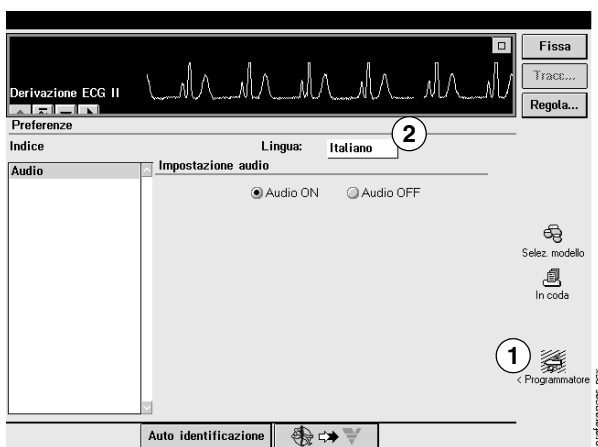 Fissa
Tracc...
Derivazione ECG II
Regola...
Preferenze
2
Indice
Lingua:
Italiano
Audio
Impostazione audio
Audio ON
Audio OFF
Selez. modello
In coda
1
< Programmatore
Auto identificazione